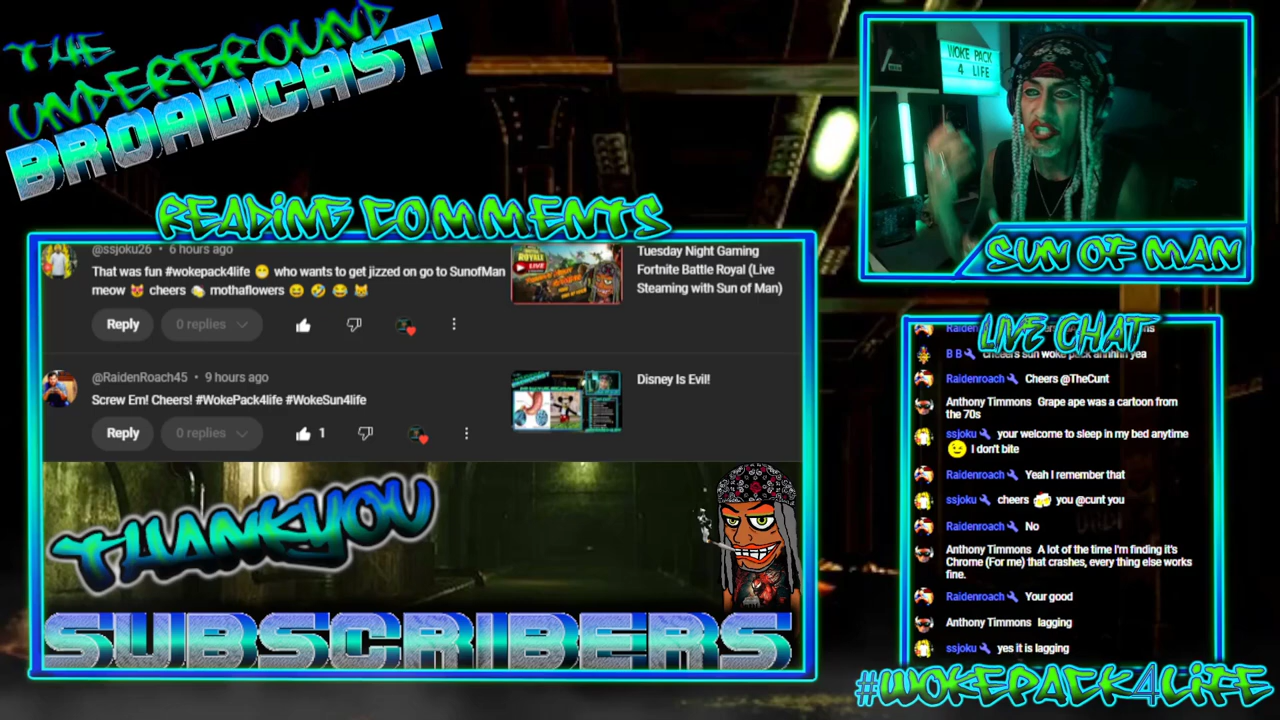 THE
UNDERGROUND
BROADCAST
READING COMMENTS
@ssjoku26 • 6 hours ago
That was fun #wokepack4life 😁 who wants to get jizzed on go to SunofMan
meow 😻 cheers 🍻 mothaflowers 😆 🤣 😂 😹
Reply
0 replies
Tuesday Night Gaming
Fortnite Battle Royal (Live
Steaming with Sun of Man)
@RaidenRoach45 • 9 hours ago
Screw Em! Cheers! #WokePack4life #WokeSun4life
Reply
0 replies
1
Disney Is Evil!
THANKYOU
SUBSCRIBERS
WOKE PACK
4 LIFE
SUN OF MAN
LIVE CHAT
B B cheeers sun woke pack ahhhhh yea
Raidenroach Cheers @TheCunt
Anthony Timmons Grape ape was a cartoon from
the 70s
ssjoku your welcome to sleep in my bed anytime
😉 I don't bite
Raidenroach Yeah I remember that
ssjoku cheers 🍻 you @cunt you
Raidenroach No
Anthony Timmons A lot of the time I'm finding it's
Chrome (For me) that crashes, every thing else works
fine.
Raidenroach Your good
Anthony Timmons lagging
ssjoku yes it is lagging
#WOKEPACK4LIFE